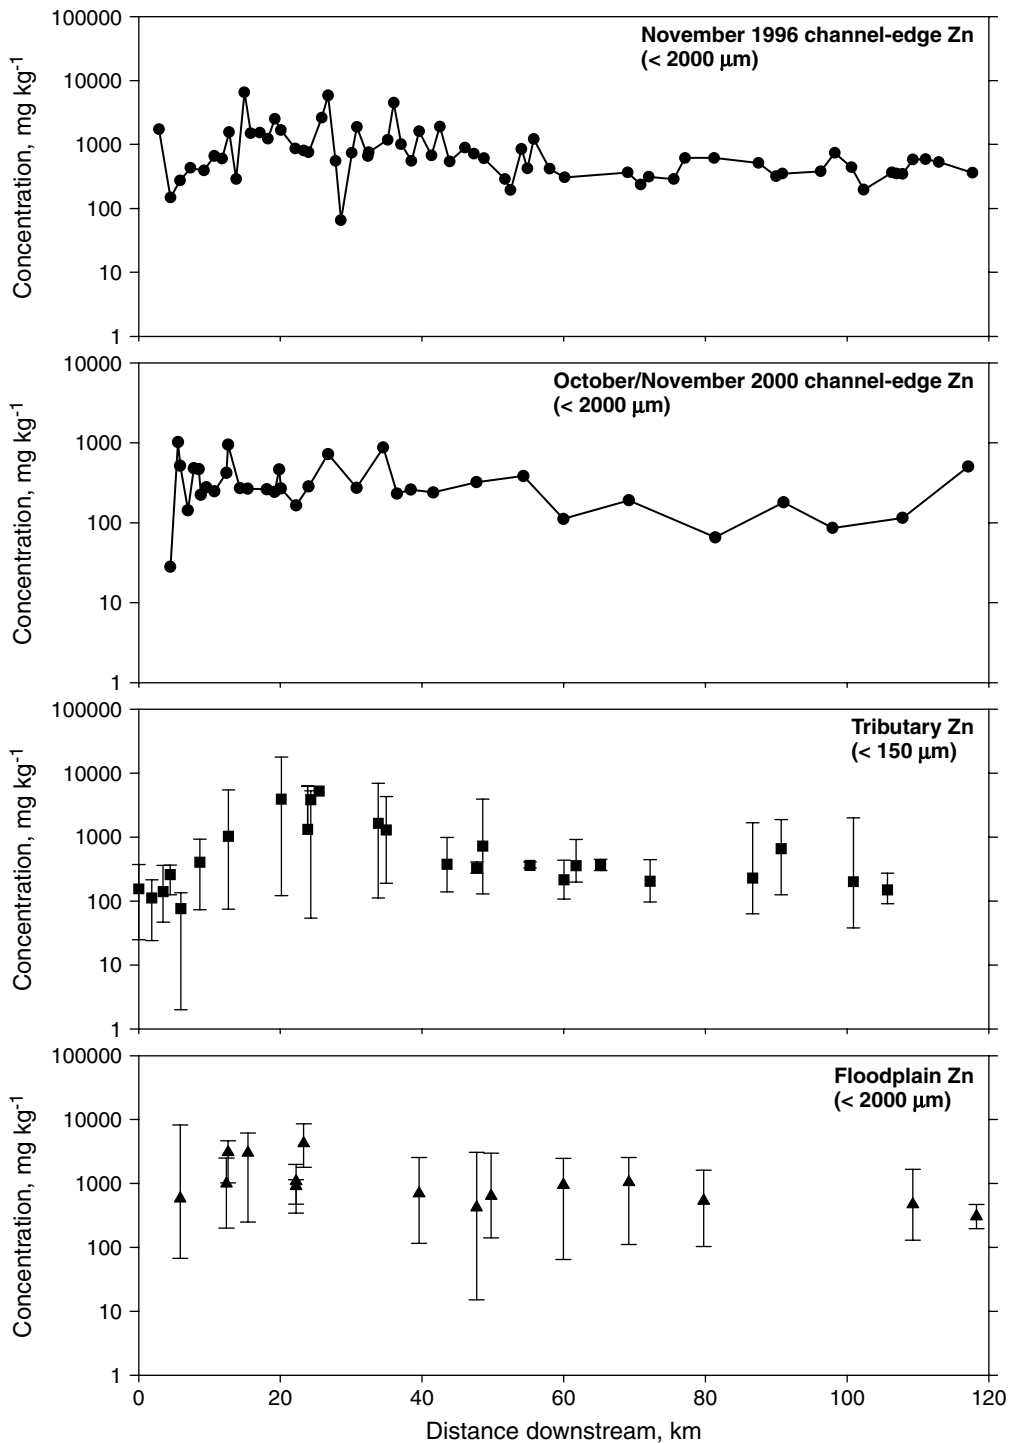 November 1996 channel-edge Zn
(< 2000 μm)
Concentration, mg kg-1
100000
10000
1000
100
10
1
October/November 2000 channel-edge Zn
(< 2000 μm)
Concentration, mg kg-1
10000
1000
100
10
1
Tributary Zn
(< 150 μm)
Concentration, mg kg-1
100000
10000
1000
100
10
1
Floodplain Zn
(< 2000 μm)
Concentration, mg kg-1
100000
10000
1000
100
10
1
0 20 40 60 80 100 120
Distance downstream, km